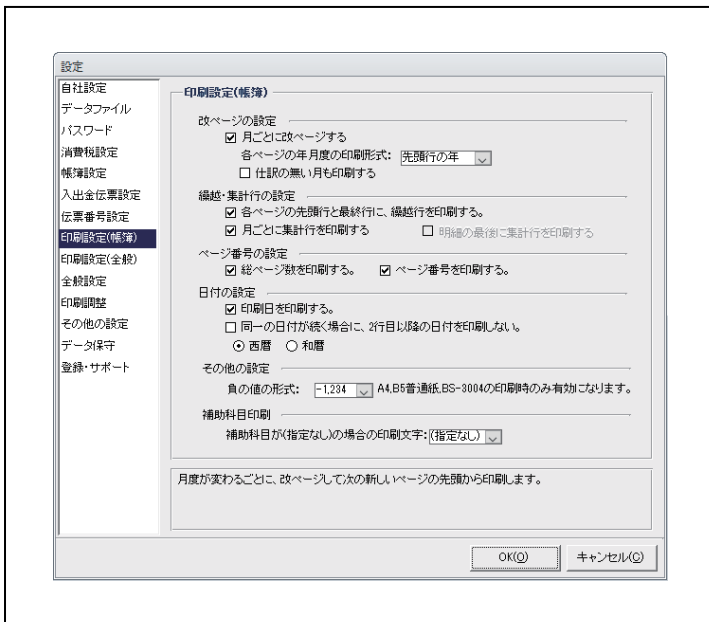 設定
自社設定
データファイル
パスワード
消費税設定
帳簿設定
入出金伝票設定
伝票番号設定
印刷設定(帳簿)
印刷設定(全般)
全般設定
印刷調整
その他の設定
データ保守
登録・サポート
印刷設定(帳簿)
改ページの設定
月ごとに改ページする
各ページの年月度の印刷形式: 先頭行の年
仕訳の無い月も印刷する
繰越・集計行の設定
各ページの先頭行と最終行に、繰越行を印刷する。
月ごとに集計行を印刷する 明細の最後に集計行を印刷する
ページ番号の設定
総ページ数を印刷する。 ページ番号を印刷する。
日付の設定
印刷日を印刷する。
同一の日付が続く場合に、2行目以降の日付を印刷しない。
西暦 和暦
その他の設定
負の値の形式: -1,234 A4,B5普通紙,BS-3004の印刷時のみ有効になります。
補助科目印刷
補助科目が(指定なし)の場合の印刷文字: (指定なし)
月度が変わるごとに、改ページして次の新しいページの先頭から印刷します。
OK(O) キャンセル(C)